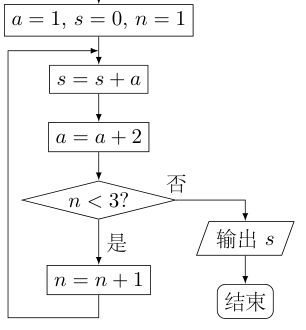 a = 1, s = 0, n = 1
s = s + a
a = a + 2
n < 3?
否
是
输出 s
n = n + 1
结束